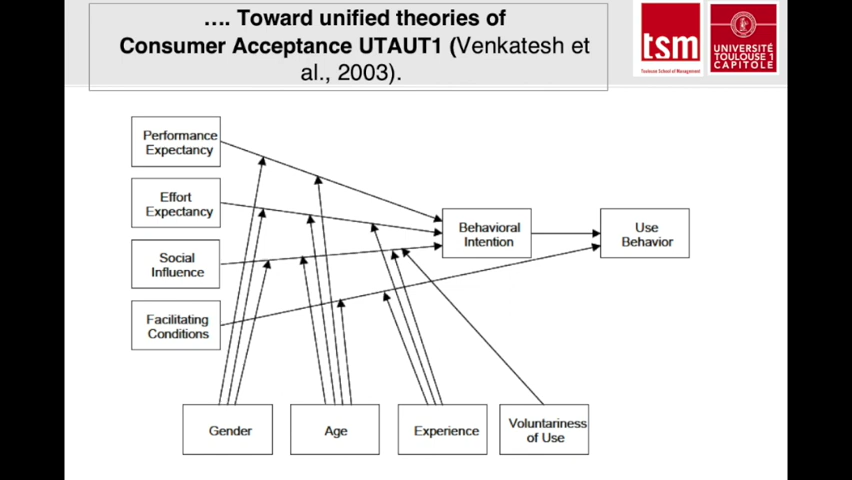 …. Toward unified theories of
Consumer Acceptance UTAUT1 (Venkatesh et
al., 2003).
tsm
Toulouse School of Management
UNIVERSITÉ
TOULOUSE 1
CAPITOLE
Performance
Expectancy
Effort
Expectancy
Social
Influence
Facilitating
Conditions
Behavioral
Intention
Use
Behavior
Gender
Age
Experience
Voluntariness
of Use